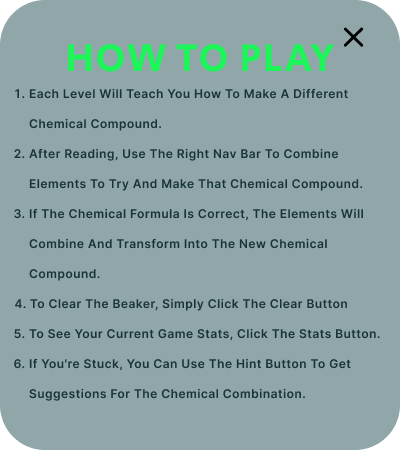 HOW TO PLAY
1. Each Level Will Teach You How To Make A Different
Chemical Compound.
2. After Reading, Use The Right Nav Bar To Combine
Elements To Try And Make That Chemical Compound.
3. If The Chemical Formula Is Correct, The Elements Will
Combine And Transform Into The New Chemical
Compound.
4. To Clear The Beaker, Simply Click The Clear Button
5. To See Your Current Game Stats, Click The Stats Button.
6. If You're Stuck, You Can Use The Hint Button To Get
Suggestions For The Chemical Combination.